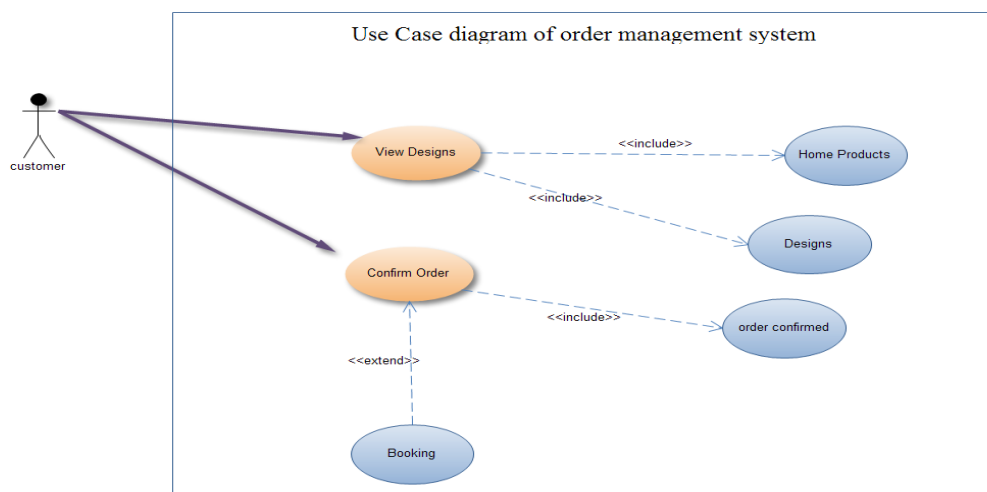 Use Case diagram of order management system
customer
View Designs
<<include>>
Home Products
<<include>>
Designs
Confirm Order
<<include>>
order confirmed
<<extend>>
Booking